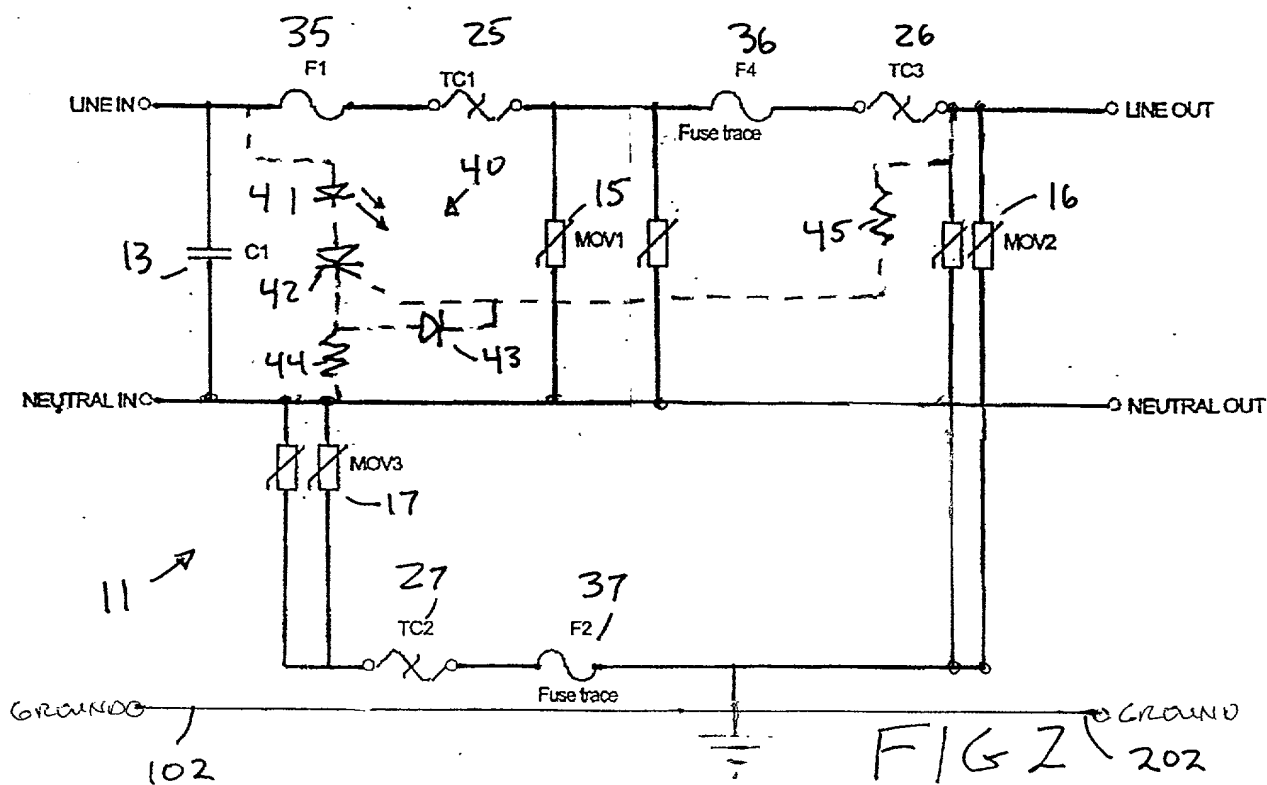 35 25 36 26
F1 TC1 F4 TC3
LINE IN LINE OUT
Fuse trace
41 40 15 45 16
13 C1 MOV1 MOV2
42
44 43
NEUTRAL IN NEUTRAL OUT
MOV3
17
11
27 37
TC2 F2
Fuse trace
GROUND GROUND
102 FIG 2 202